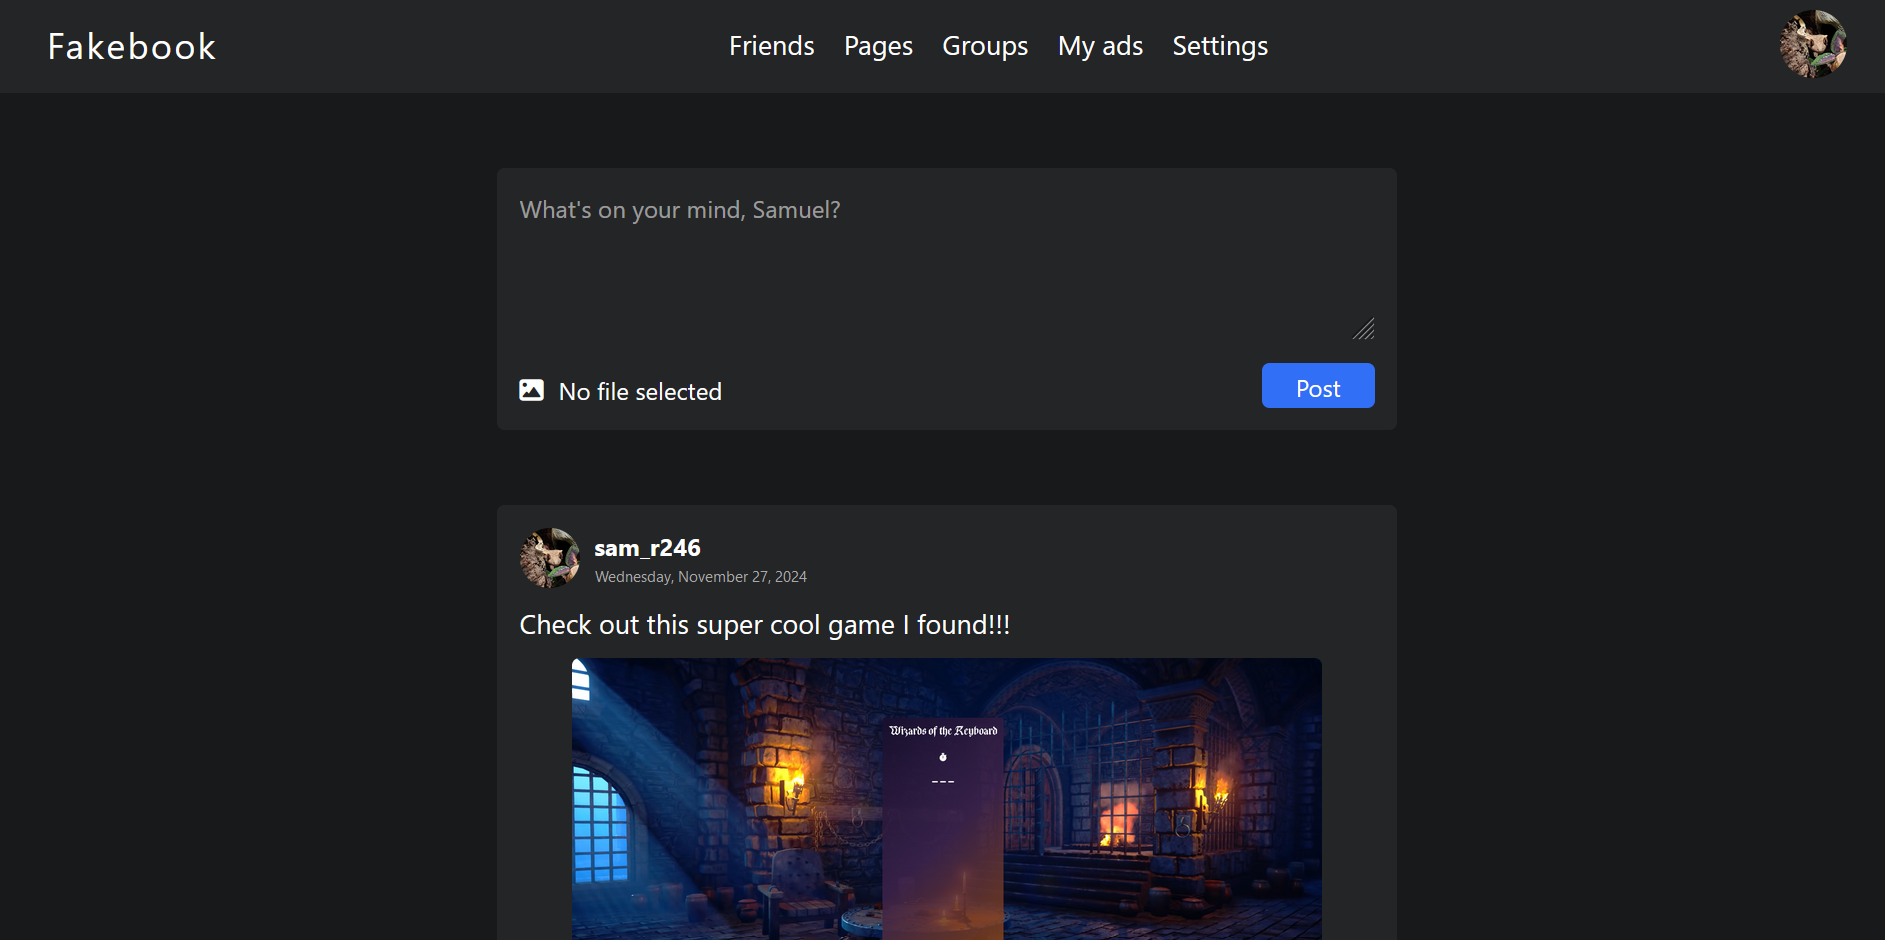 Fakebook
Friends Pages Groups My ads Settings
What's on your mind, Samuel?
No file selected
Post
sam_r246
Wednesday, November 27, 2024
Check out this super cool game I found!!!
Wizards of the Keyboard
---